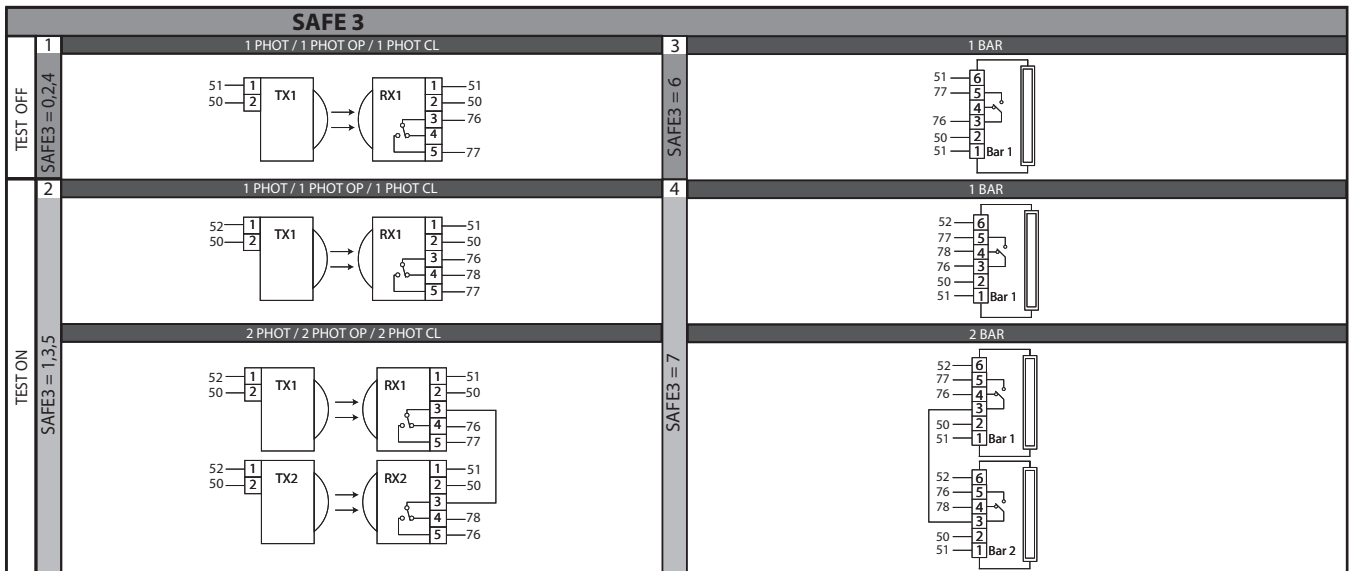 SAFE 3
TEST OFF
SAFE3 = 0,2,4
1
1 PHOT / 1 PHOT OP / 1 PHOT CL
51 1 TX1 RX1 1 51
50 2 2 50
3 76
4
5 77
SAFE3 = 6
3
1 BAR
51 6
77 5
4
76 3
50 2
51 1 Bar 1
TEST ON
SAFE3 = 1,3,5
2
1 PHOT / 1 PHOT OP / 1 PHOT CL
52 1 TX1 RX1 1 51
50 2 2 50
3 76
4 78
5 77
2 PHOT / 2 PHOT OP / 2 PHOT CL
52 1 TX1 RX1 1 51
50 2 2 50
3
4 76
5 77
52 1 TX2 RX2 1 51
50 2 2 50
3
4 78
5 76
SAFE3 = 7
4
1 BAR
52 6
77 5
78 4
76 3
50 2
51 1 Bar 1
2 BAR
52 6
77 5
76 4
3
50 2
51 1 Bar 1
52 6
76 5
78 4
3
50 2
51 1 Bar 2